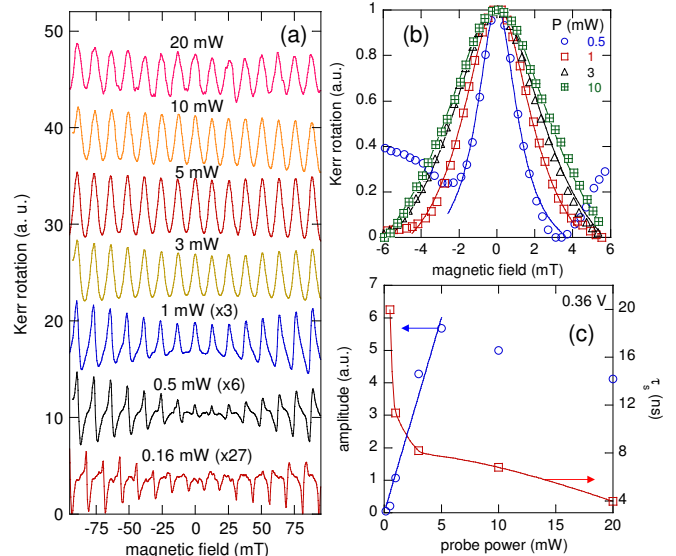 (a)
20 mW
10 mW
5 mW
3 mW
1 mW (x3)
0.5 mW (x6)
0.16 mW (x27)
Kerr rotation (a. u.)
50
40
30
20
10
0
-75 -50 -25 0 25 50 75
magnetic field (mT)
(b)
P (mW)
0.5
1
3
10
Kerr rotation (a.u.)
1
0.8
0.6
0.4
0.2
0
-6 -4 -2 0 2 4 6
magnetic field (mT)
0.36 V
(c)
amplitude (a.u.)
7
6
5
4
3
2
1
0
20
16
12
8
4
τs (ns)
0 5 10 15 20
probe power (mW)